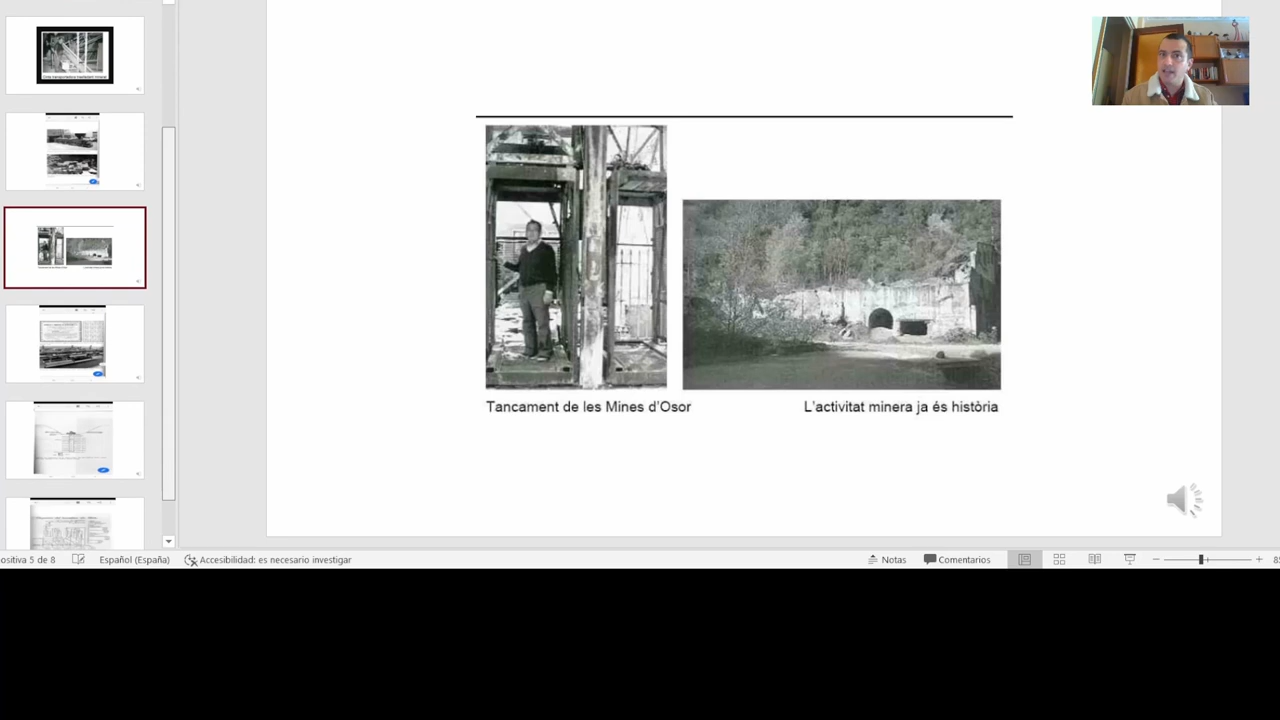 Tancament de les Mines d'Osor
L'activitat minera ja és història
ositiva 5 de 8
Español (España)
Accesibilidad: es necesario investigar
Notas
Comentarios